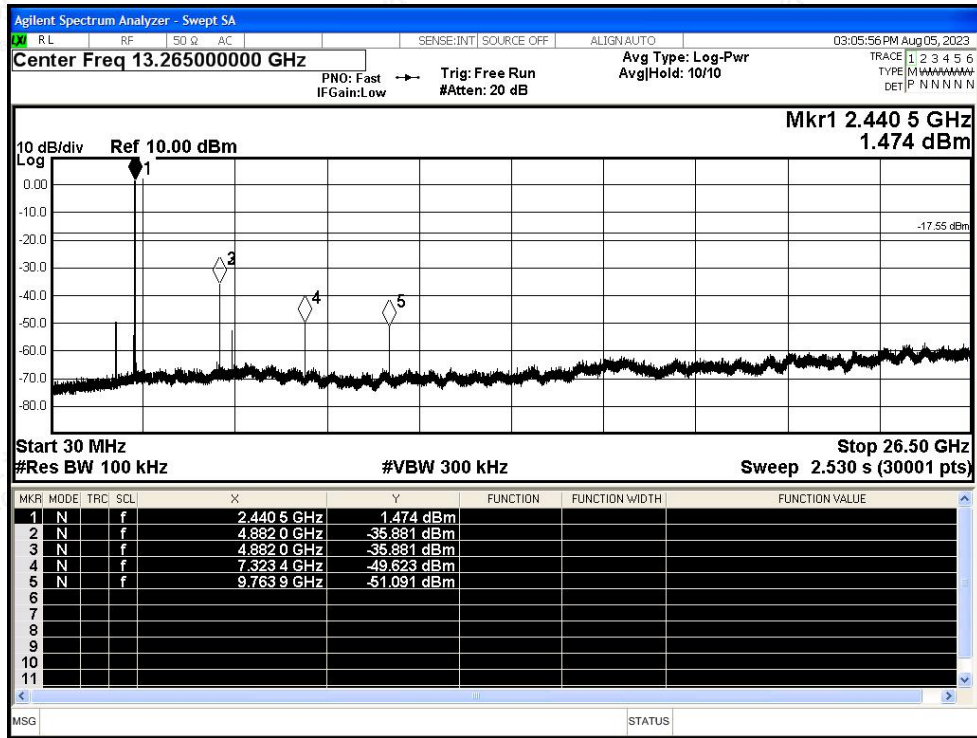 Agilent Spectrum Analyzer - Swept SA
LXI RL RF 50 Ω AC SENSE:INT SOURCE OFF ALIGN AUTO 03:05:56 PM Aug 05, 2023
Center Freq 13.265000000 GHz
PNO: Fast
IFGain:Low
Trig: Free Run
#Atten: 20 dB
Avg Type: Log-Pwr
Avg|Hold: 10/10
TRACE 1 2 3 4 5 6
TYPE M W W W W W
DET P N N N N N
Mkr1 2.440 5 GHz
1.474 dBm
10 dB/div Ref 10.00 dBm
Log
1
0.00
-10.0
-17.55 dBm
-20.0
3
-30.0
4
5
-40.0
-50.0
-60.0
-70.0
-80.0
Start 30 MHz Stop 26.50 GHz
#Res BW 100 kHz #VBW 300 kHz Sweep 2.530 s (30001 pts)
MKR MODE TRC SCL X Y FUNCTION FUNCTION WIDTH FUNCTION VALUE
1 N f 2.440 5 GHz 1.474 dBm
2 N f 4.882 0 GHz -35.881 dBm
3 N f 4.882 0 GHz -35.881 dBm
4 N f 7.323 4 GHz -49.623 dBm
5 N f 9.763 9 GHz -51.091 dBm
6
7
8
9
10
11
MSG STATUS